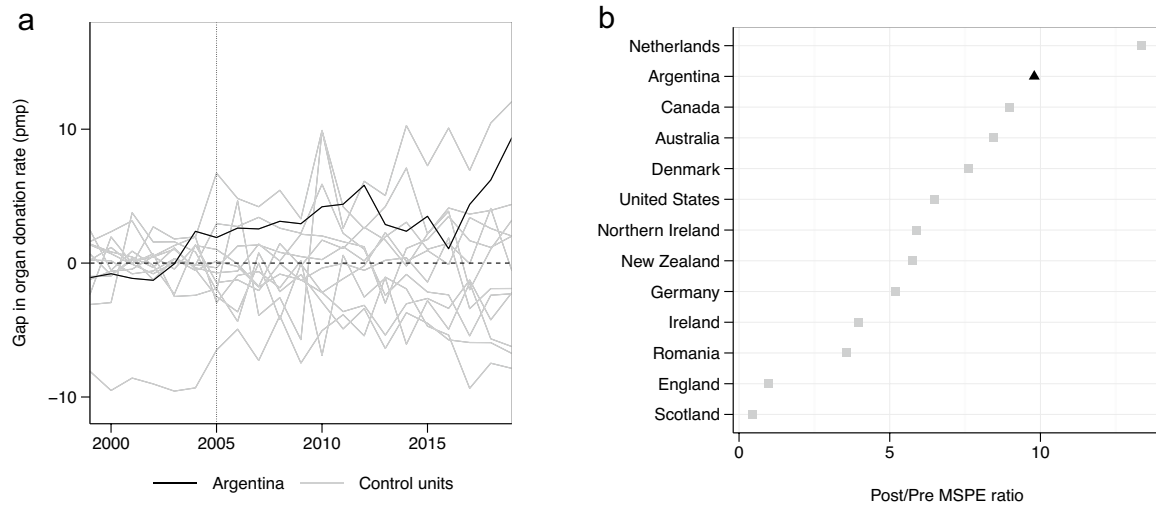 a
Gap in organ donation rate (pmp)
10
0
−10
2000
2005
2010
2015
Argentina
Control units
b
Netherlands
Argentina
Canada
Australia
Denmark
United States
Northern Ireland
New Zealand
Germany
Ireland
Romania
England
Scotland
0
5
10
Post/Pre MSPE ratio